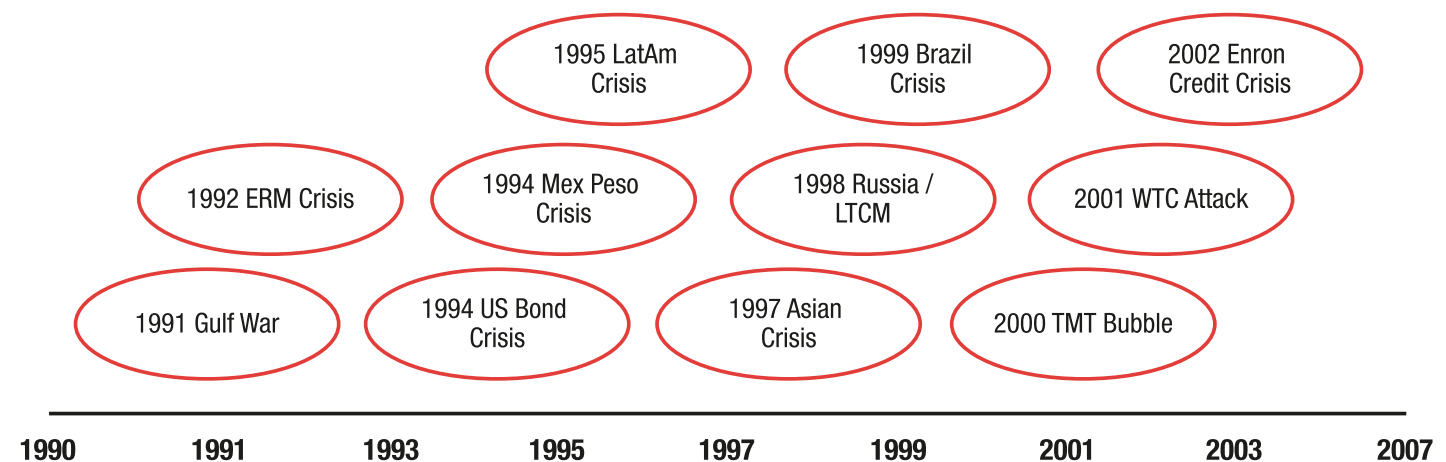 1995 LatAm
Crisis
1999 Brazil
Crisis
2002 Enron
Credit Crisis
1992 ERM Crisis
1994 Mex Peso
Crisis
1998 Russia /
LTCM
2001 WTC Attack
1991 Gulf War
1994 US Bond
Crisis
1997 Asian
Crisis
2000 TMT Bubble
1990 1991 1993 1995 1997 1999 2001 2003 2007